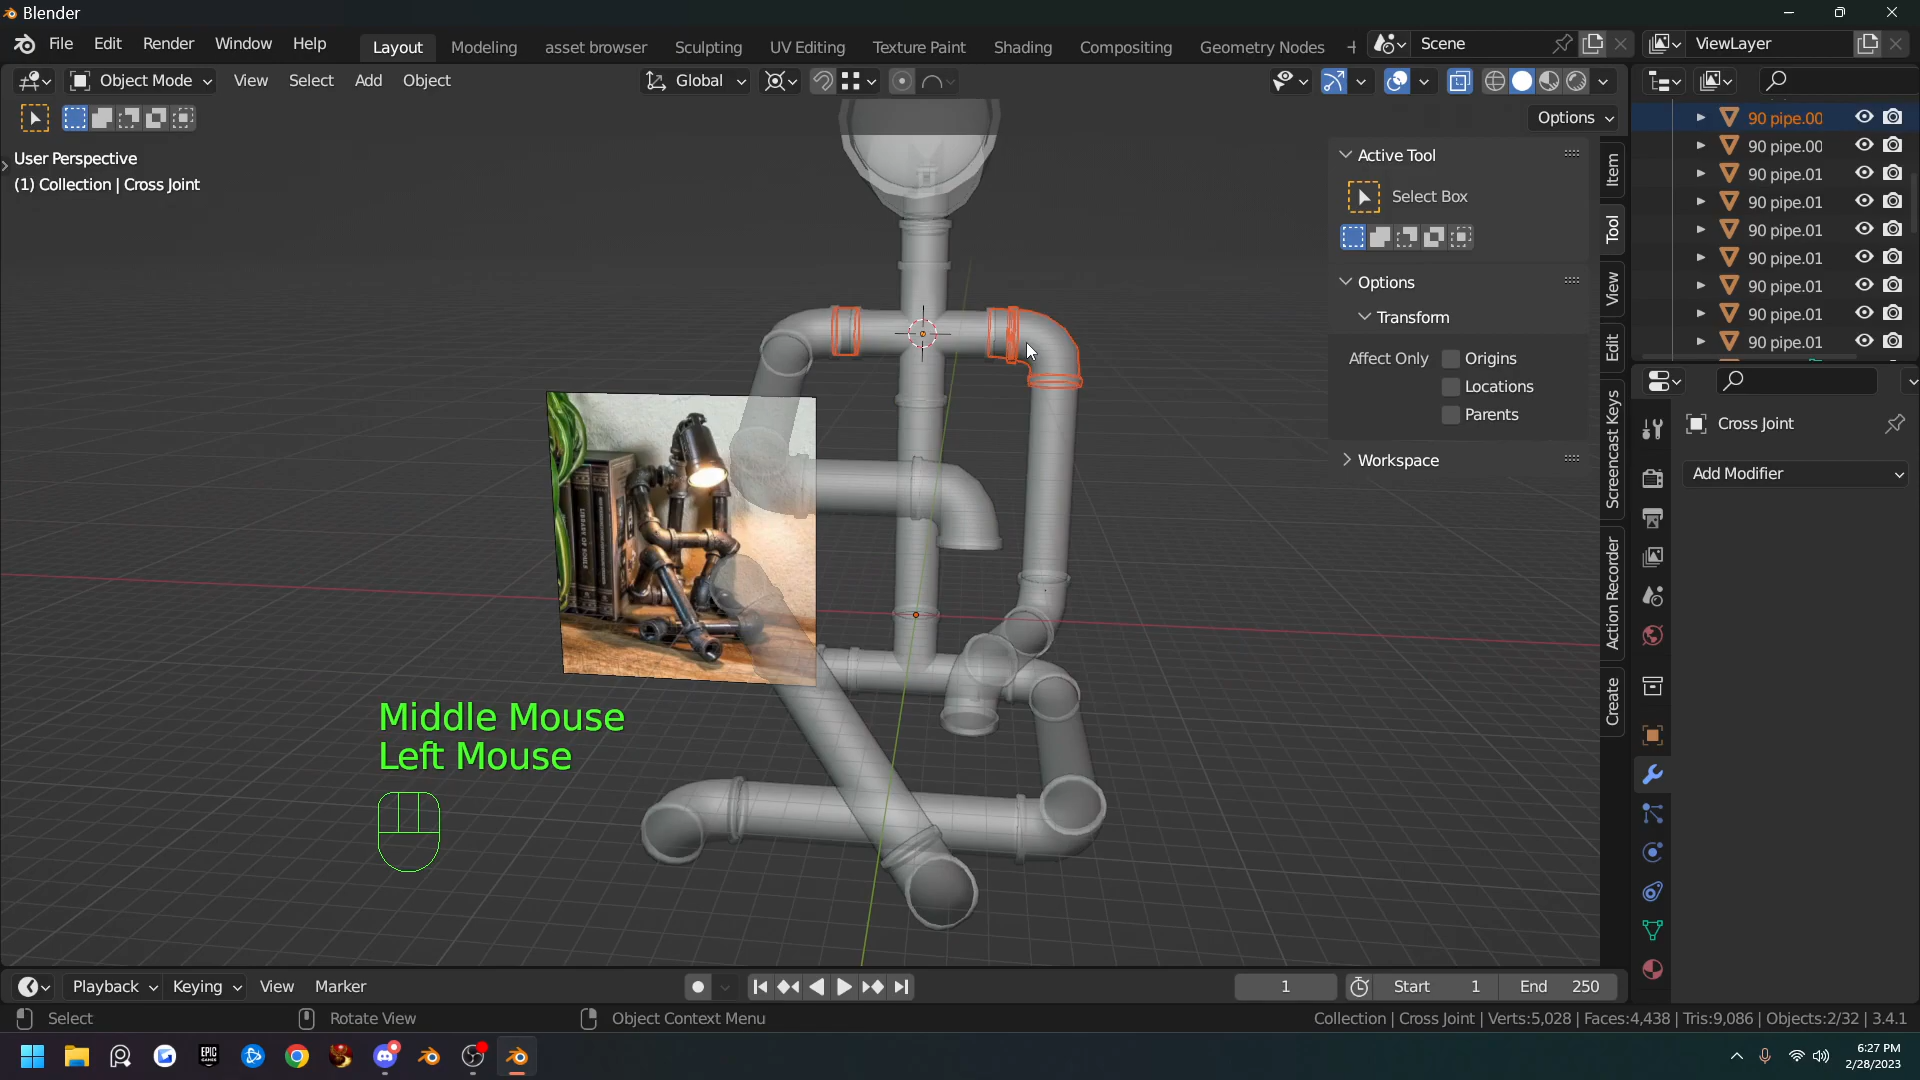 Blender
File Edit Render Window Help Layout Modeling asset browser Sculpting UV Editing Texture Paint Shading Compositing Geometry Nodes Scene ViewLayer
Object Mode View Select Add Object Global
Options
User Perspective
(1) Collection | Cross Joint
Active Tool
Select Box
Options
Transform
Affect Only Origins
Locations
Parents
Workspace
Item
Tool
View
Edit
Screencast Keys
Action Recorder
Create
90 pipe.00
90 pipe.00
90 pipe.01
90 pipe.01
90 pipe.01
90 pipe.01
90 pipe.01
90 pipe.01
90 pipe.01
Cross Joint
Add Modifier
Middle Mouse
Left Mouse
Playback Keying View Marker 1 Start 1 End 250
Select Rotate View Object Context Menu Collection | Cross Joint | Verts:5,028 | Faces:4,438 | Tris:9,086 | Objects:2/32 | 3.4.1
EPIC
GAMES
6:27 PM
2/28/2023